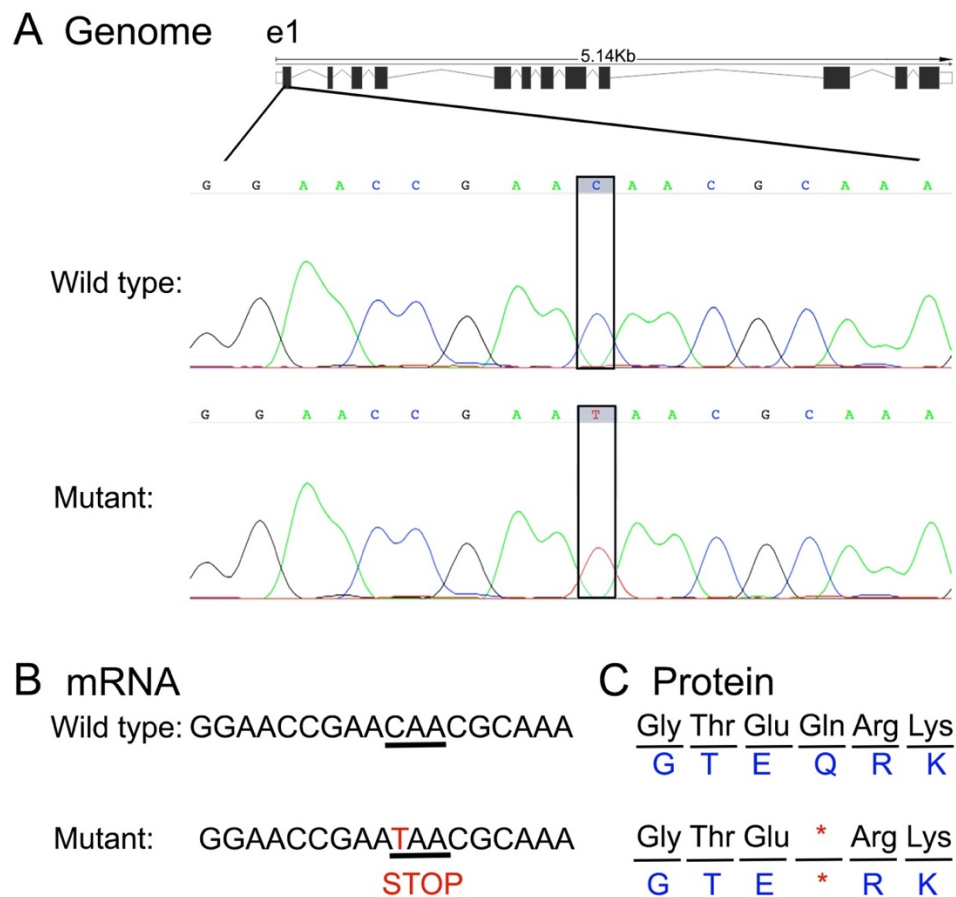 A Genome e1
5.14Kb
G G A A C C G A A C A A C G C A A A
Wild type:
G G A A C C G A A T A A C G C A A A
Mutant:
B mRNA
Wild type: GGAACCGAACAACGCAAA
Mutant: GGAACCGAATAACGCAAA
STOP
C Protein
Gly Thr Glu Gln Arg Lys
G T E Q R K
Gly Thr Glu * Arg Lys
G T E * R K